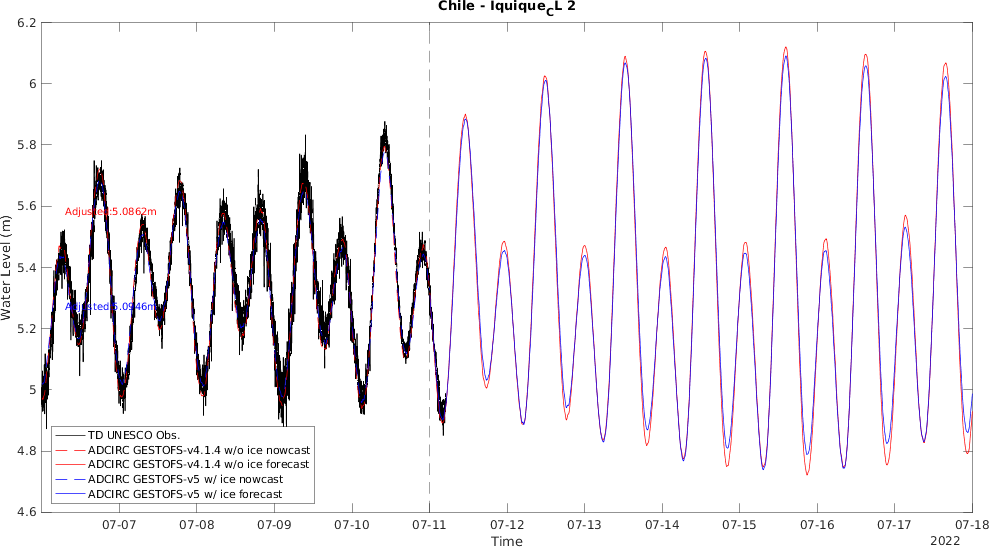 Chile - Iquique_CL 2
Water Level (m)
6.2
6
5.8
5.6
5.4
5.2
5
4.8
4.6
Adjusted:5.0862m
Adjusted:5.0946m
TD UNESCO Obs.
ADCIRC GESTOFS-v4.1.4 w/o ice nowcast
ADCIRC GESTOFS-v4.1.4 w/o ice forecast
ADCIRC GESTOFS-v5 w/ ice nowcast
ADCIRC GESTOFS-v5 w/ ice forecast
07-07 07-08 07-09 07-10 07-11 07-12 07-13 07-14 07-15 07-16 07-17 07-18
Time
2022